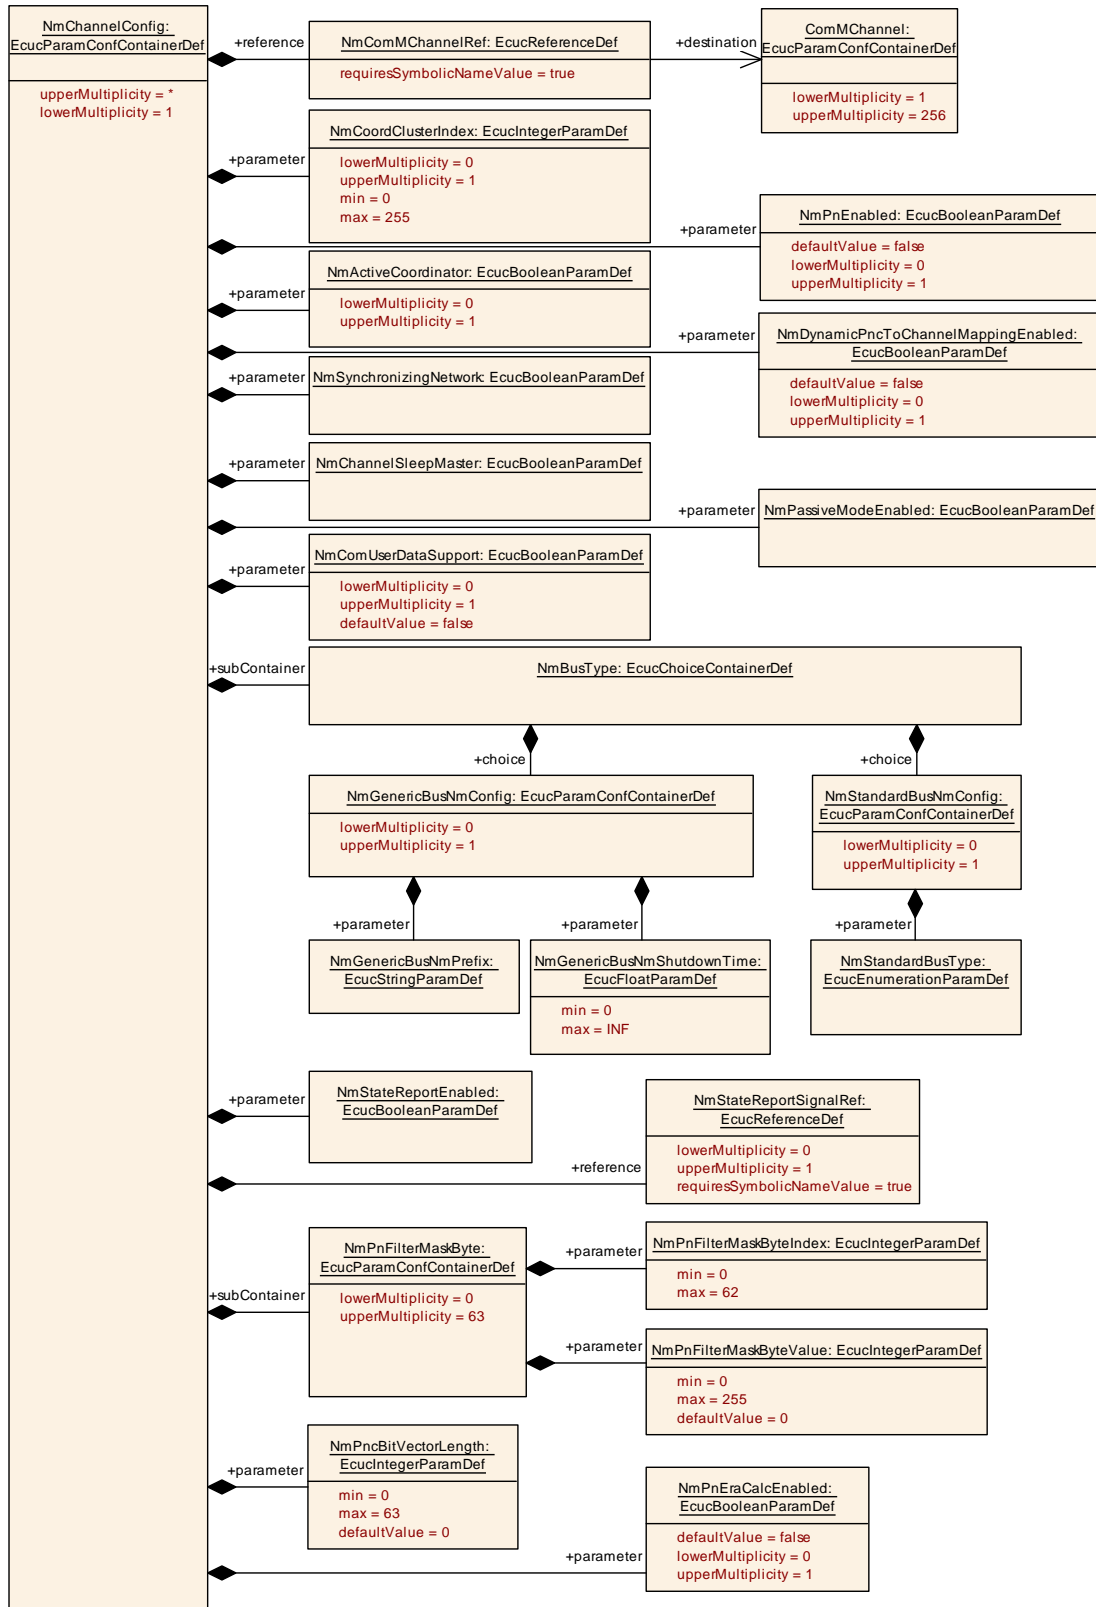 NmChannelConfig:
EcucParamConfContainerDef
upperMultiplicity = *
lowerMultiplicity = 1
+reference
NmComMChannelRef: EcucReferenceDef
requiresSymbolicNameValue = true
+destination
ComMChannel:
EcucParamConfContainerDef
lowerMultiplicity = 1
upperMultiplicity = 256
+parameter
NmCoordClusterIndex: EcucIntegerParamDef
lowerMultiplicity = 0
upperMultiplicity = 1
min = 0
max = 255
+parameter
NmPnEnabled: EcucBooleanParamDef
defaultValue = false
lowerMultiplicity = 0
upperMultiplicity = 1
+parameter
NmActiveCoordinator: EcucBooleanParamDef
lowerMultiplicity = 0
upperMultiplicity = 1
+parameter
NmDynamicPncToChannelMappingEnabled:
EcucBooleanParamDef
defaultValue = false
lowerMultiplicity = 0
upperMultiplicity = 1
+parameter
NmSynchronizingNetwork: EcucBooleanParamDef
+parameter
NmChannelSleepMaster: EcucBooleanParamDef
+parameter
NmPassiveModeEnabled: EcucBooleanParamDef
+parameter
NmComUserDataSupport: EcucBooleanParamDef
lowerMultiplicity = 0
upperMultiplicity = 1
defaultValue = false
+subContainer
NmBusType: EcucChoiceContainerDef
+choice
+choice
NmGenericBusNmConfig: EcucParamConfContainerDef
lowerMultiplicity = 0
upperMultiplicity = 1
NmStandardBusNmConfig:
EcucParamConfContainerDef
lowerMultiplicity = 0
upperMultiplicity = 1
+parameter
+parameter
+parameter
NmGenericBusNmPrefix:
EcucStringParamDef
NmGenericBusNmShutdownTime:
EcucFloatParamDef
min = 0
max = INF
NmStandardBusType:
EcucEnumerationParamDef
+parameter
NmStateReportEnabled:
EcucBooleanParamDef
+reference
NmStateReportSignalRef:
EcucReferenceDef
lowerMultiplicity = 0
upperMultiplicity = 1
requiresSymbolicNameValue = true
+subContainer
NmPnFilterMaskByte:
EcucParamConfContainerDef
lowerMultiplicity = 0
upperMultiplicity = 63
+parameter
NmPnFilterMaskByteIndex: EcucIntegerParamDef
min = 0
max = 62
+parameter
NmPnFilterMaskByteValue: EcucIntegerParamDef
min = 0
max = 255
defaultValue = 0
+parameter
NmPncBitVectorLength:
EcucIntegerParamDef
min = 0
max = 63
defaultValue = 0
+parameter
NmPnEraCalcEnabled:
EcucBooleanParamDef
defaultValue = false
lowerMultiplicity = 0
upperMultiplicity = 1